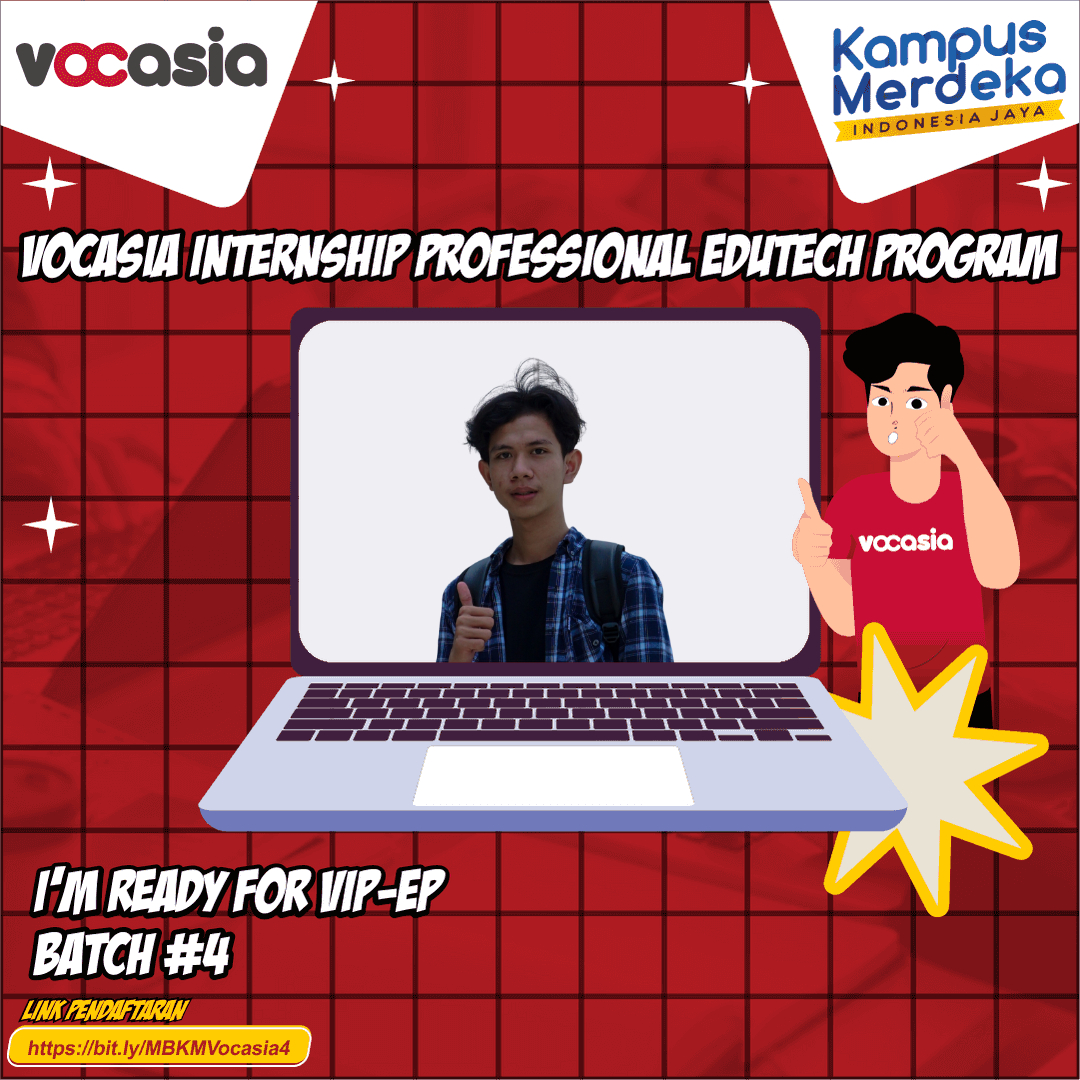 vocasia
Kampus
Merdeka
INDONESIA JAYA
VOCASIA INTERNSHIP PROFESSIONAL EDUTECH PROGRAM
vocasia
I'M READY FOR VIP-EP
BATCH #4
LINK PENDAFTARAN
https://bit.ly/MBKMVocasia4